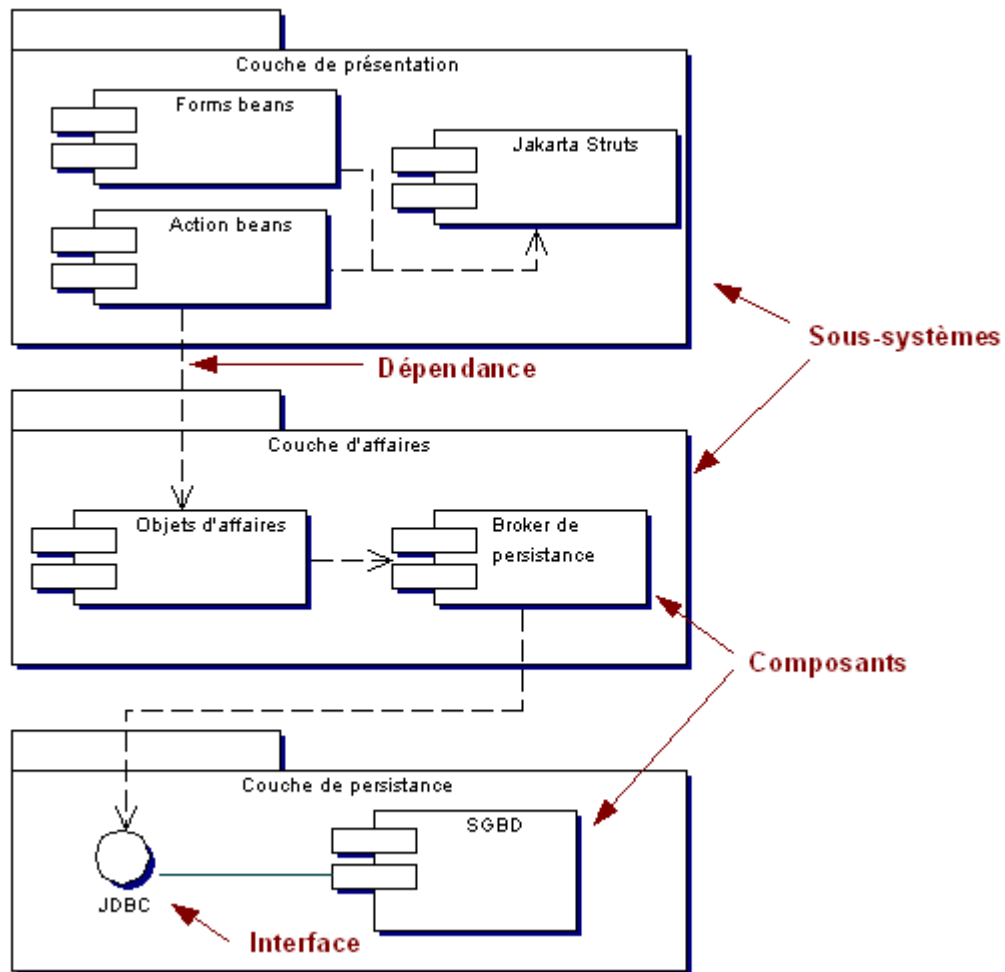 Couche de présentation
Forms beans
Jakarta Struts
Action beans
Sous-systèmes
Dépendance
Couche d'affaires
Objets d'affaires
Broker de
persistance
Composants
Couche de persistance
SGBD
JDBC
Interface